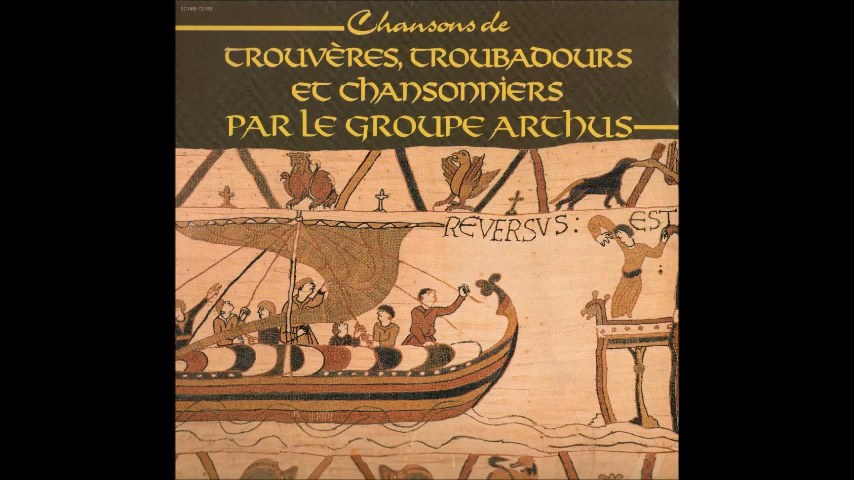 Chansons de
TROUVÈRES, TROUBADOURS
ET CHANSONNIERS
PAR LE GROUPE ARTHUS
REVERSVS: EST